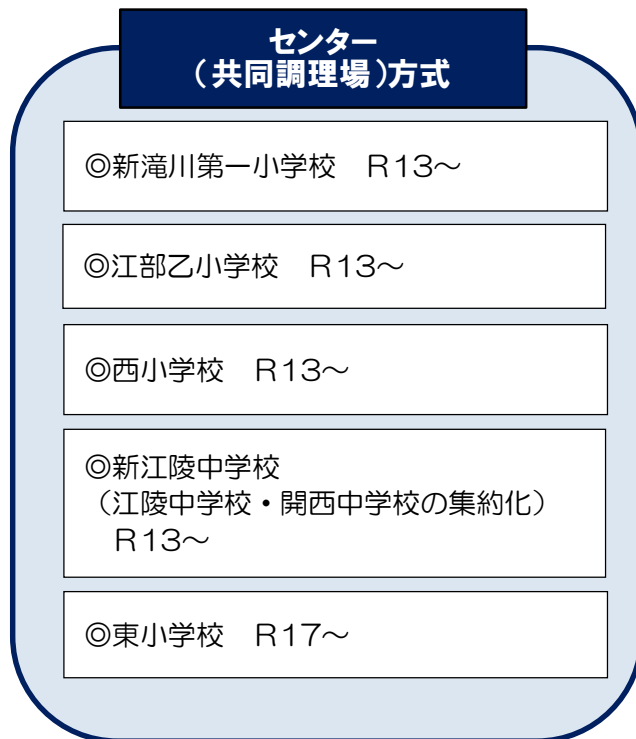 センター
(共同調理場)方式
◎新滝川第一小学校　R13～
◎江部乙小学校　R13～
◎西小学校　R13～
◎新江陵中学校
（江陵中学校・開西中学校の集約化）
R13～
◎東小学校　R17～